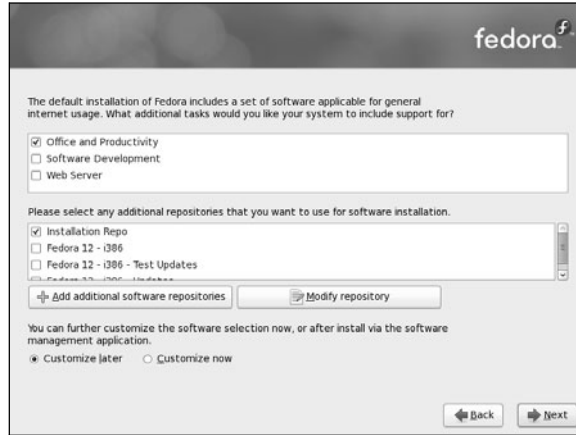 fedora
The default installation of Fedora includes a set of software applicable for general
internet usage. What additional tasks would you like your system to include support for?
Office and Productivity
Software Development
Web Server
Please select any additional repositories that you want to use for software installation.
Installation Repo
Fedora 12 - i386
Fedora 12 - i386 - Test Updates
Fedora 12 - i386 - Updates
Add additional software repositories
Modify repository
You can further customize the software selection now, or after install via the software
management application.
Customize later
Customize now
Back
Next